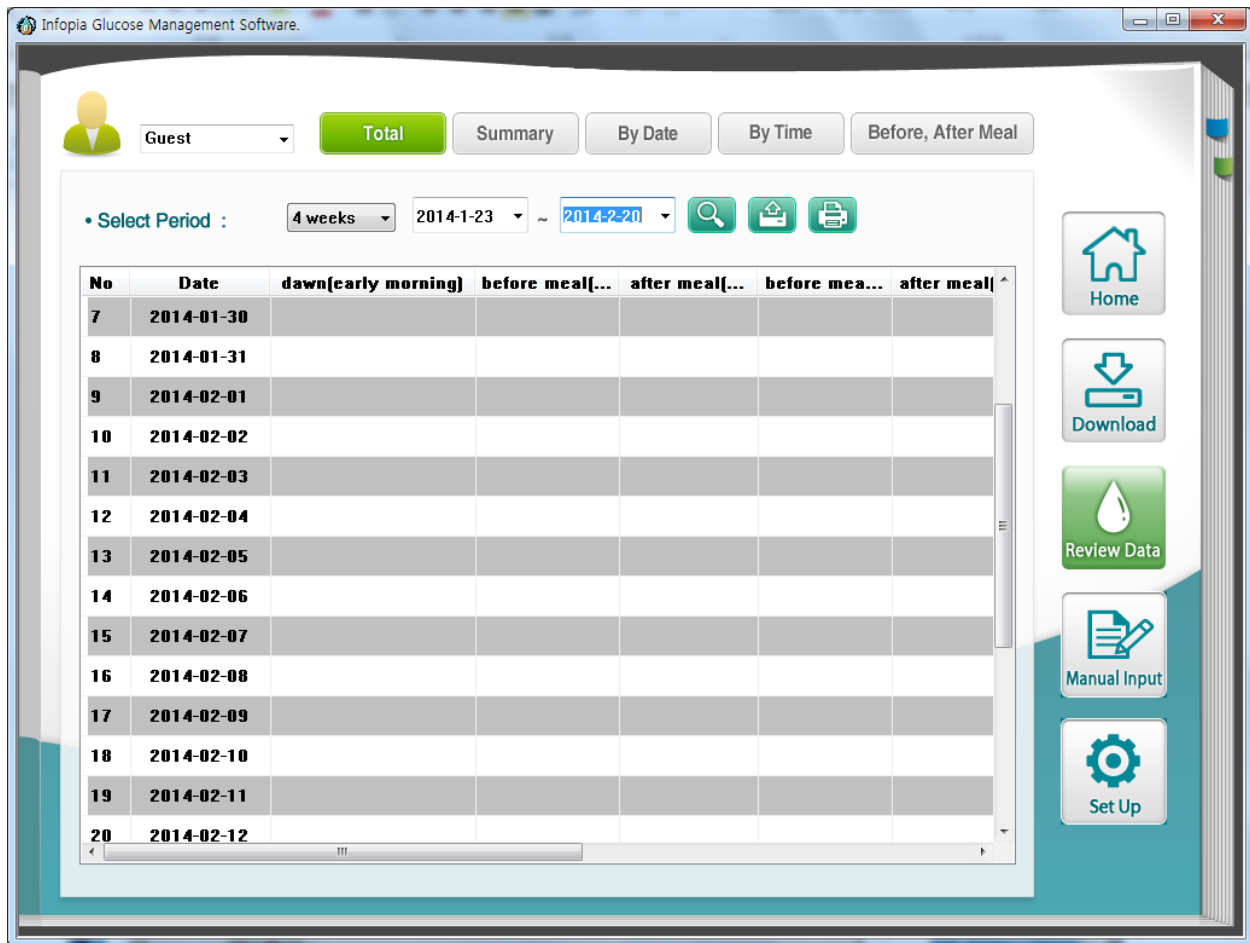 Infopia Glucose Management Software.
Guest Total Summary By Date By Time Before, After Meal
• Select Period : 4 weeks 2014-1-23 ~ 2014-2-20
No Date dawn(early morning) before meal(... after meal(... before mea... after meal(
7 2014-01-30
8 2014-01-31
9 2014-02-01
10 2014-02-02
11 2014-02-03
12 2014-02-04
13 2014-02-05
14 2014-02-06
15 2014-02-07
16 2014-02-08
17 2014-02-09
18 2014-02-10
19 2014-02-11
20 2014-02-12
Home
Download
Review Data
Manual Input
Set Up